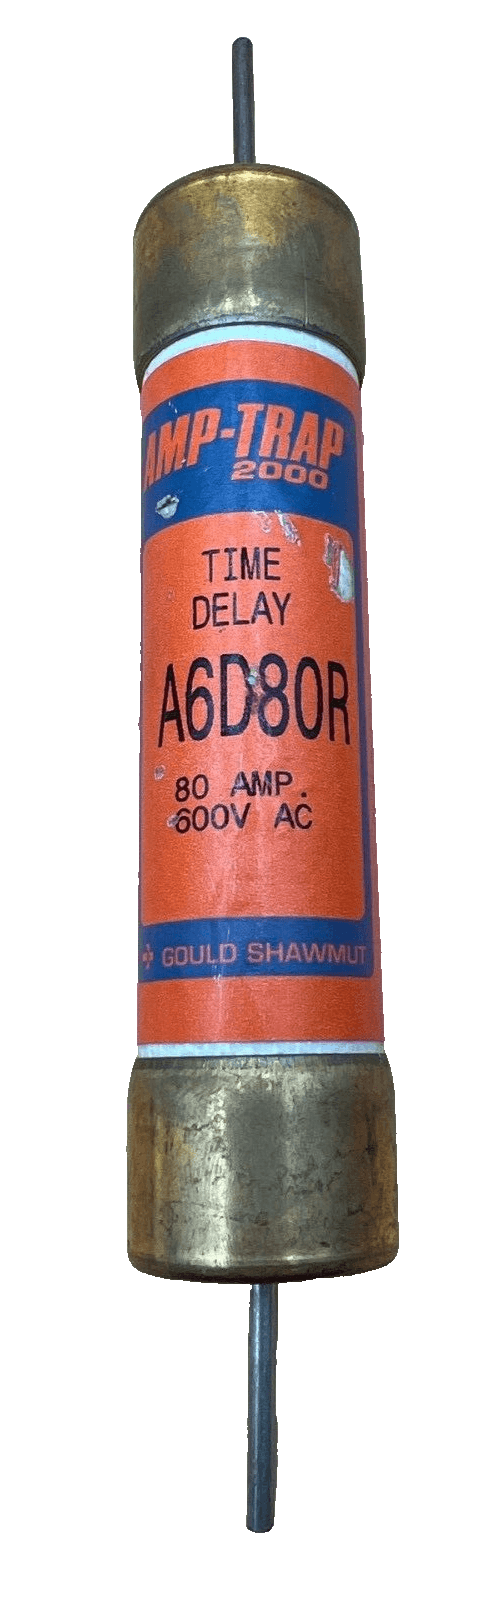 AMP-TRAP
2000
TIME
DELAY
A6D80R
80 AMP.
600V AC
GOULD SHAWMUT